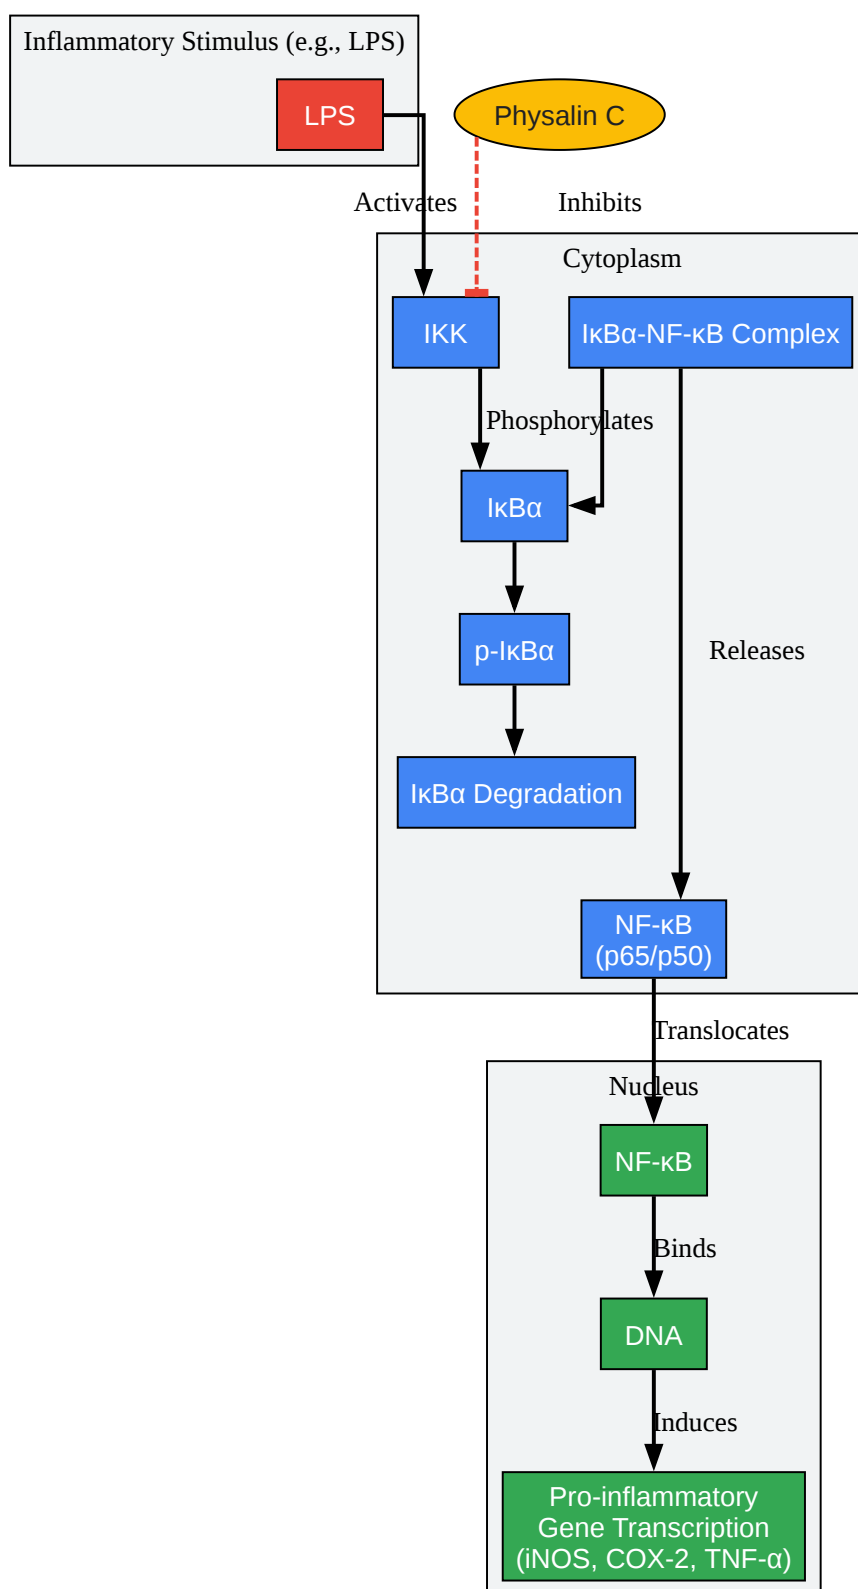 Inflammatory Stimulus (e.g., LPS)
LPS
Physalin C
Activates
Inhibits
Cytoplasm
IKK
IκBα-NF-κB Complex
Phosphorylates
IκBα
p-IκBα
Releases
IκBα Degradation
NF-κB
(p65/p50)
Translocates
Nucleus
NF-κB
Binds
DNA
Induces
Pro-inflammatory
Gene Transcription
(iNOS, COX-2, TNF-α)